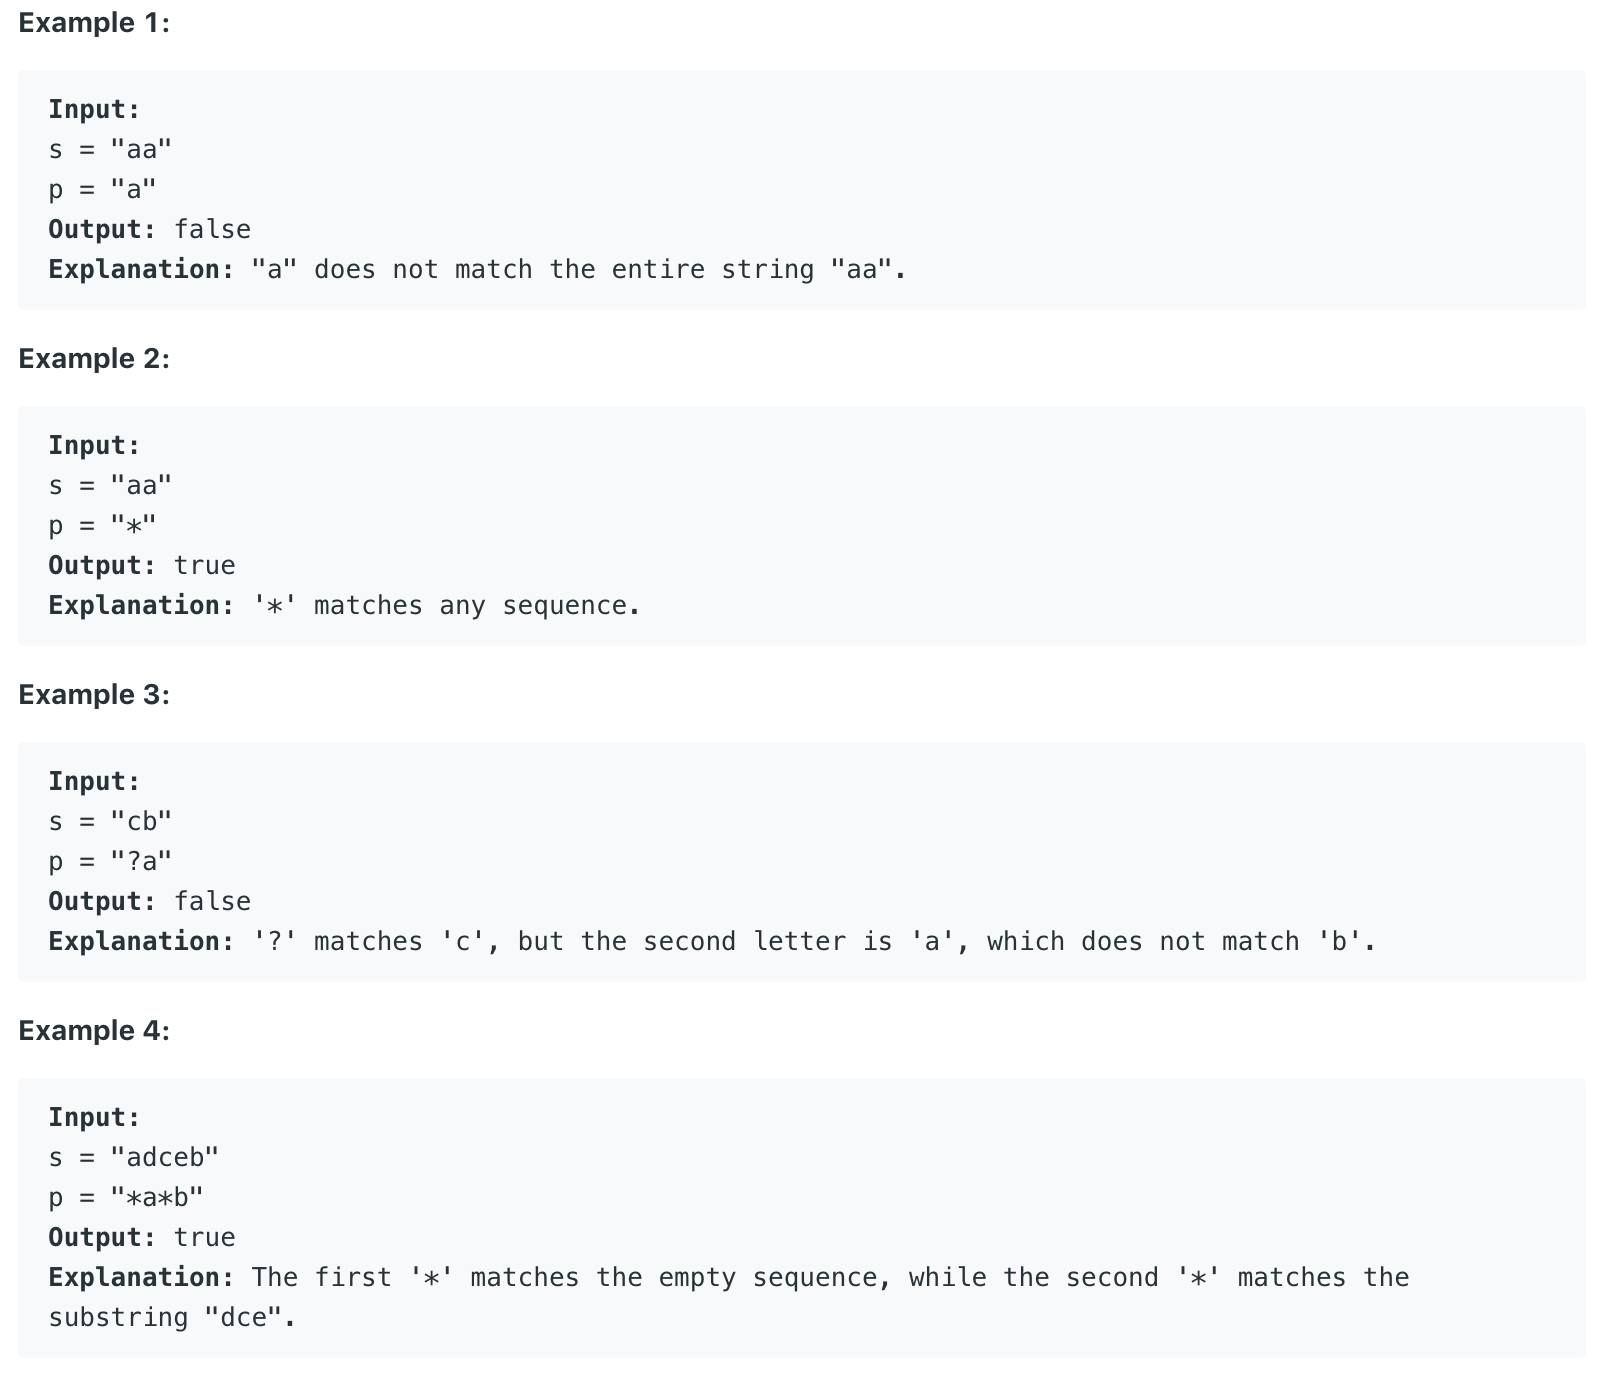 Example 1:
Input:
s = "aa"
p = "a"
Output: false
Explanation: "a" does not match the entire string "aa".
Example 2:
Input:
s = "aa"
p = "*"
Output: true
Explanation: '*' matches any sequence.
Example 3:
Input:
s = "cb"
p = "?a"
Output: false
Explanation: '?' matches 'c', but the second letter is 'a', which does not match 'b'.
Example 4:
Input:
s = "adceb"
p = "*a*b"
Output: true
Explanation: The first '*' matches the empty sequence, while the second '*' matches the
substring "dce".